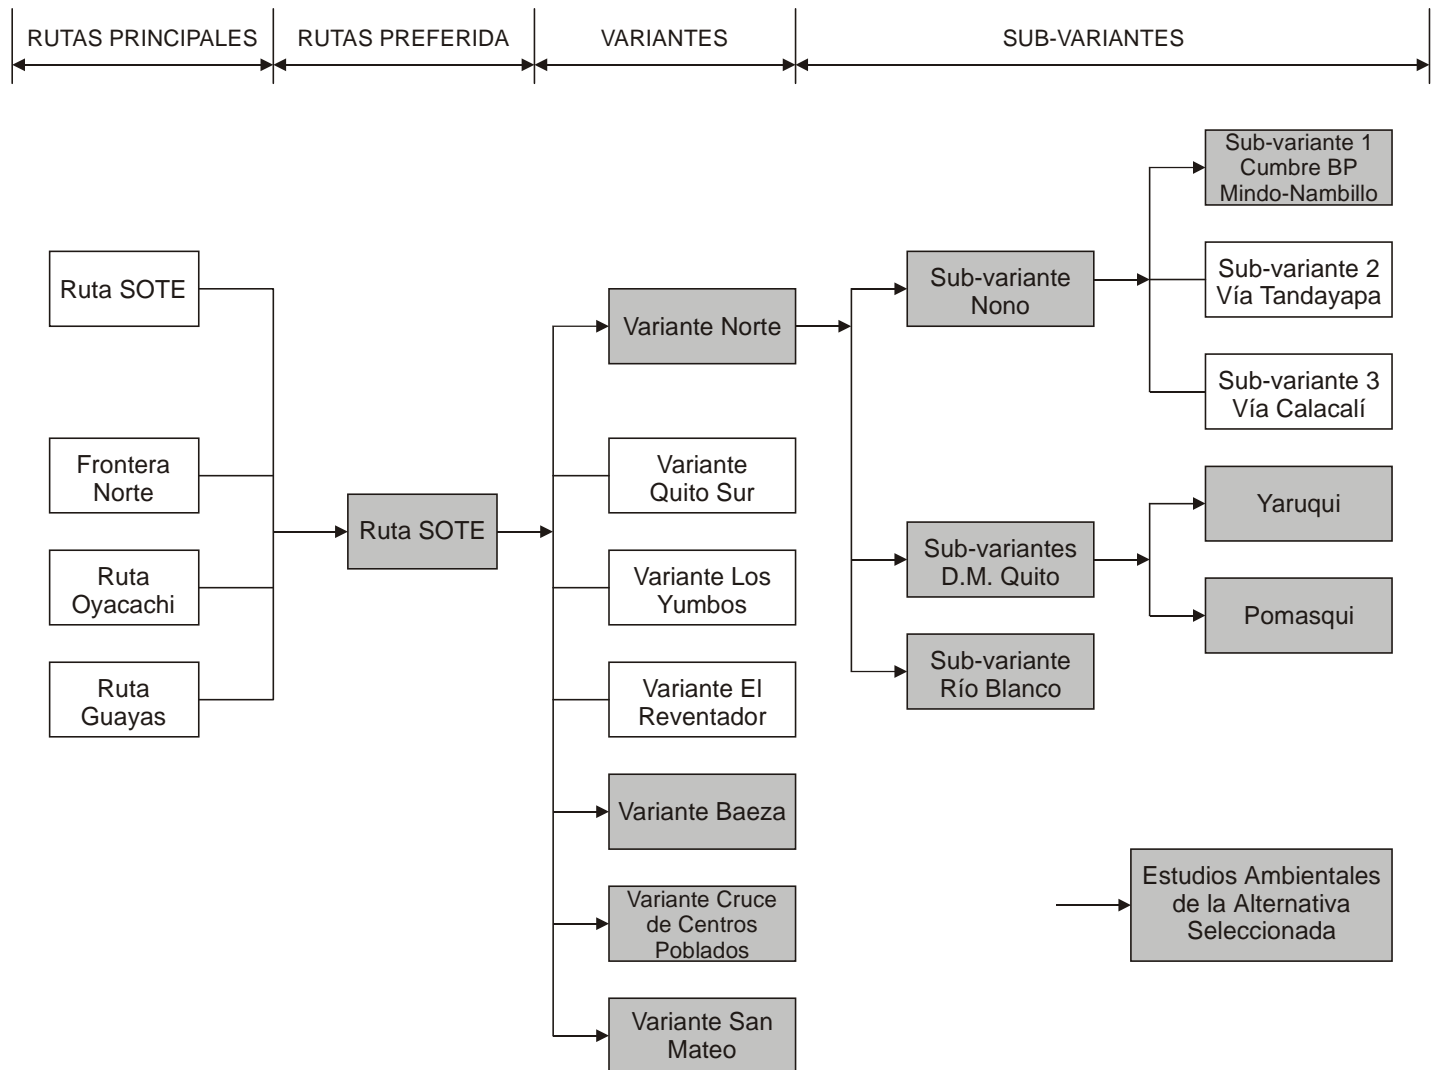 RUTAS PRINCIPALES
RUTAS PREFERIDA
VARIANTES
SUB-VARIANTES
Ruta SOTE
Frontera
Norte
Ruta
Oyacachi
Ruta
Guayas
Ruta SOTE
Variante Norte
Variante
Quito Sur
Variante Los
Yumbos
Variante El
Reventador
Variante Baeza
Variante Cruce
de Centros
Poblados
Variante San
Mateo
Sub-variante
Nono
Sub-variantes
D.M. Quito
Sub-variante
Río Blanco
Sub-variante 1
Cumbre BP
Mindo-Nambillo
Sub-variante 2
Vía Tandayapa
Sub-variante 3
Vía Calacalí
Yaruqui
Pomasqui
Estudios Ambientales
de la Alternativa
Seleccionada